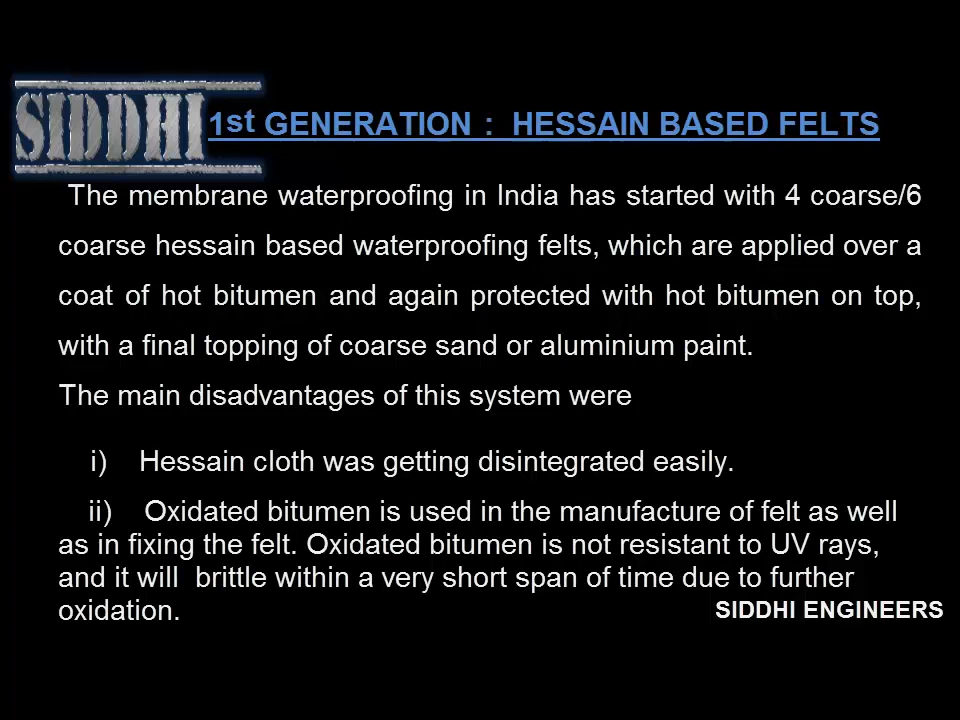 SIDDHI
1st GENERATION : HESSAIN BASED FELTS
The membrane waterproofing in India has started with 4 coarse/6
coarse hessain based waterproofing felts, which are applied over a
coat of hot bitumen and again protected with hot bitumen on top,
with a final topping of coarse sand or aluminium paint.
The main disadvantages of this system were
i) Hessain cloth was getting disintegrated easily.
ii) Oxidated bitumen is used in the manufacture of felt as well
as in fixing the felt. Oxidated bitumen is not resistant to UV rays,
and it will brittle within a very short span of time due to further
oxidation.
SIDDHI ENGINEERS